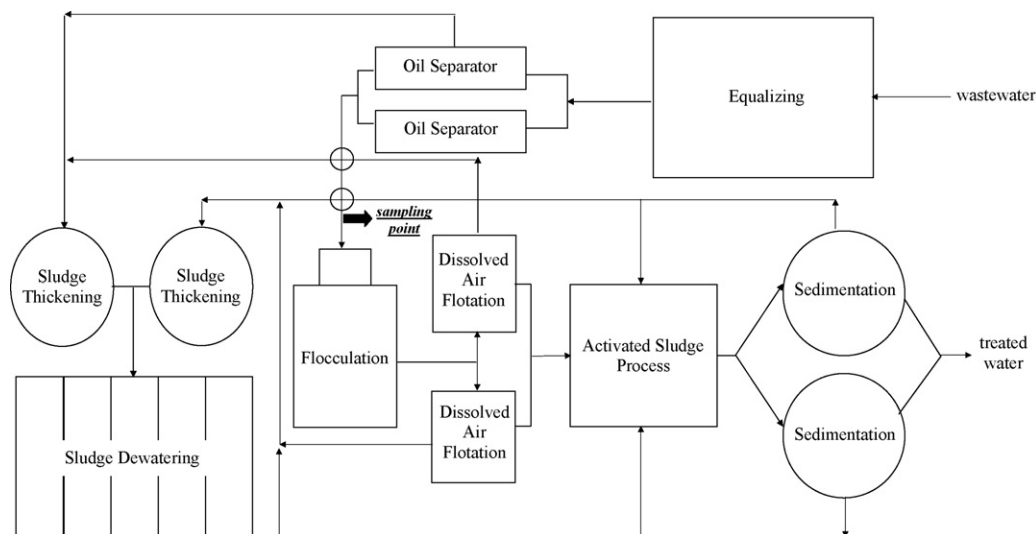 Oil Separator
Equalizing
wastewater
Oil Separator
sampling
point
Sludge
Thickening
Sludge
Thickening
Dissolved
Air
Flotation
Sedimentation
Flocculation
Activated Sludge
Process
treated
water
Dissolved
Air
Flotation
Sedimentation
Sludge Dewatering